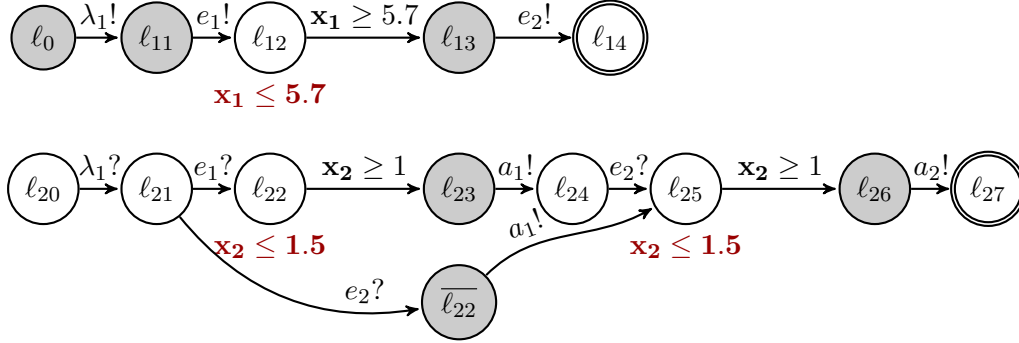 ℓ₀ λ₁! ℓ₁₁ e₁! ℓ₁₂ x₁ ≥ 5.7 ℓ₁₃ e₂! ℓ₁₄
x₁ ≤ 5.7
ℓ₂₀ λ₁? ℓ₂₁ e₁? ℓ₂₂ x₂ ≥ 1 ℓ₂₃ a₁! ℓ₂₄ e₂? ℓ₂₅ x₂ ≥ 1 ℓ₂₆ a₂! ℓ₂₇
x₂ ≤ 1.5 a₁! x₂ ≤ 1.5
e₂? \overline{ℓ₂₂}